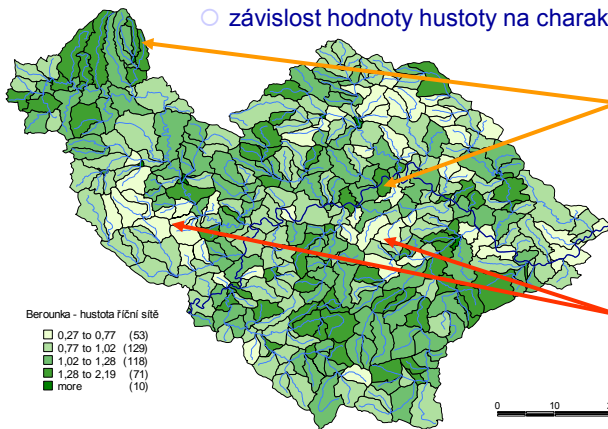 závislost hodnoty hustoty na charak
Berounka - hustota říční sítě
0,27 to 0,77 (53)
0,77 to 1,02 (129)
1,02 to 1,28 (118)
1,28 to 2,19 (71)
more (10)
0 10 2